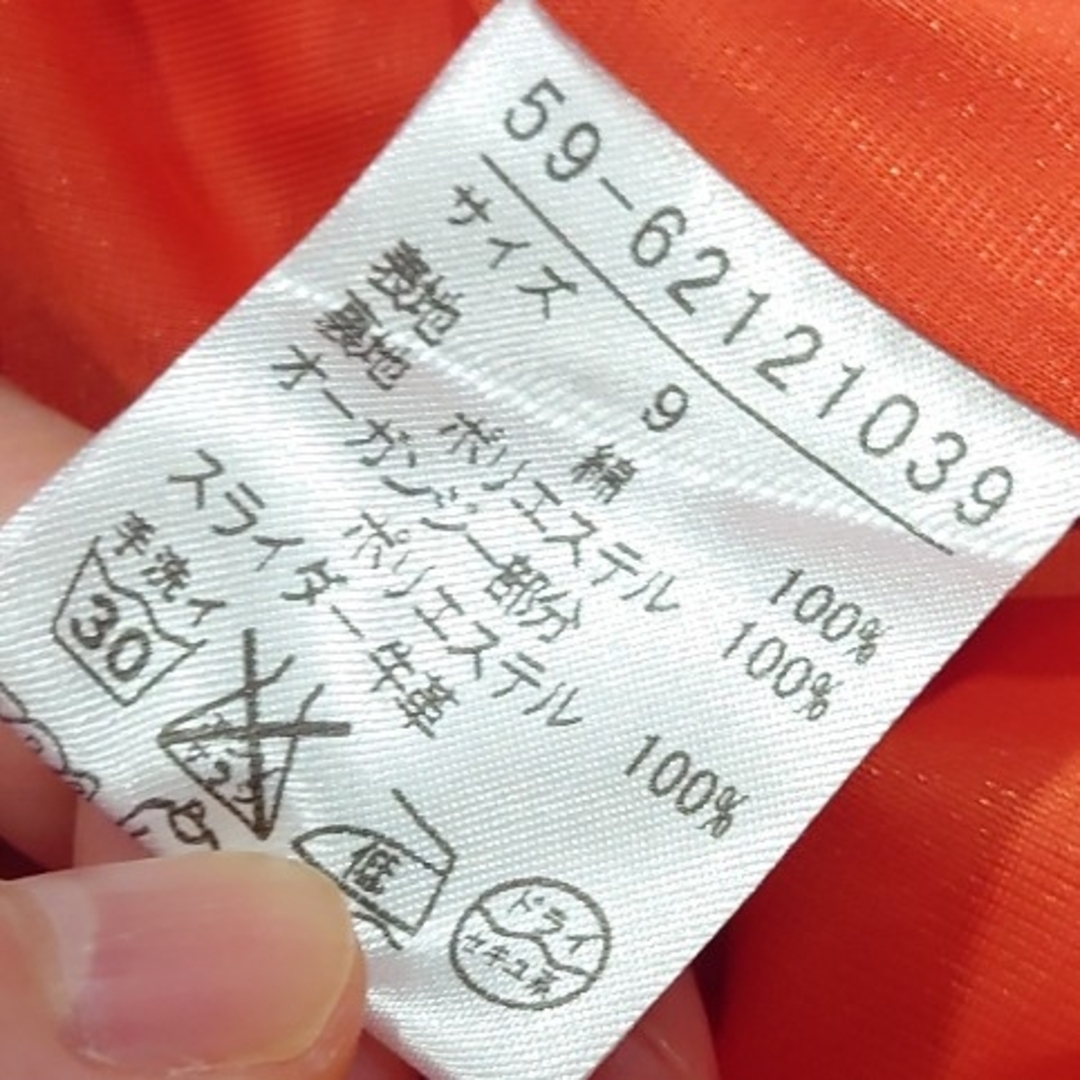 59-62121039
サイズ 9
表地 綿 100%
裏地 ポリエステル 100%
オーガンジー部分
ポリエステル 100%
スライダー牛革
手洗イ
30
低
ドライ
セキユ系